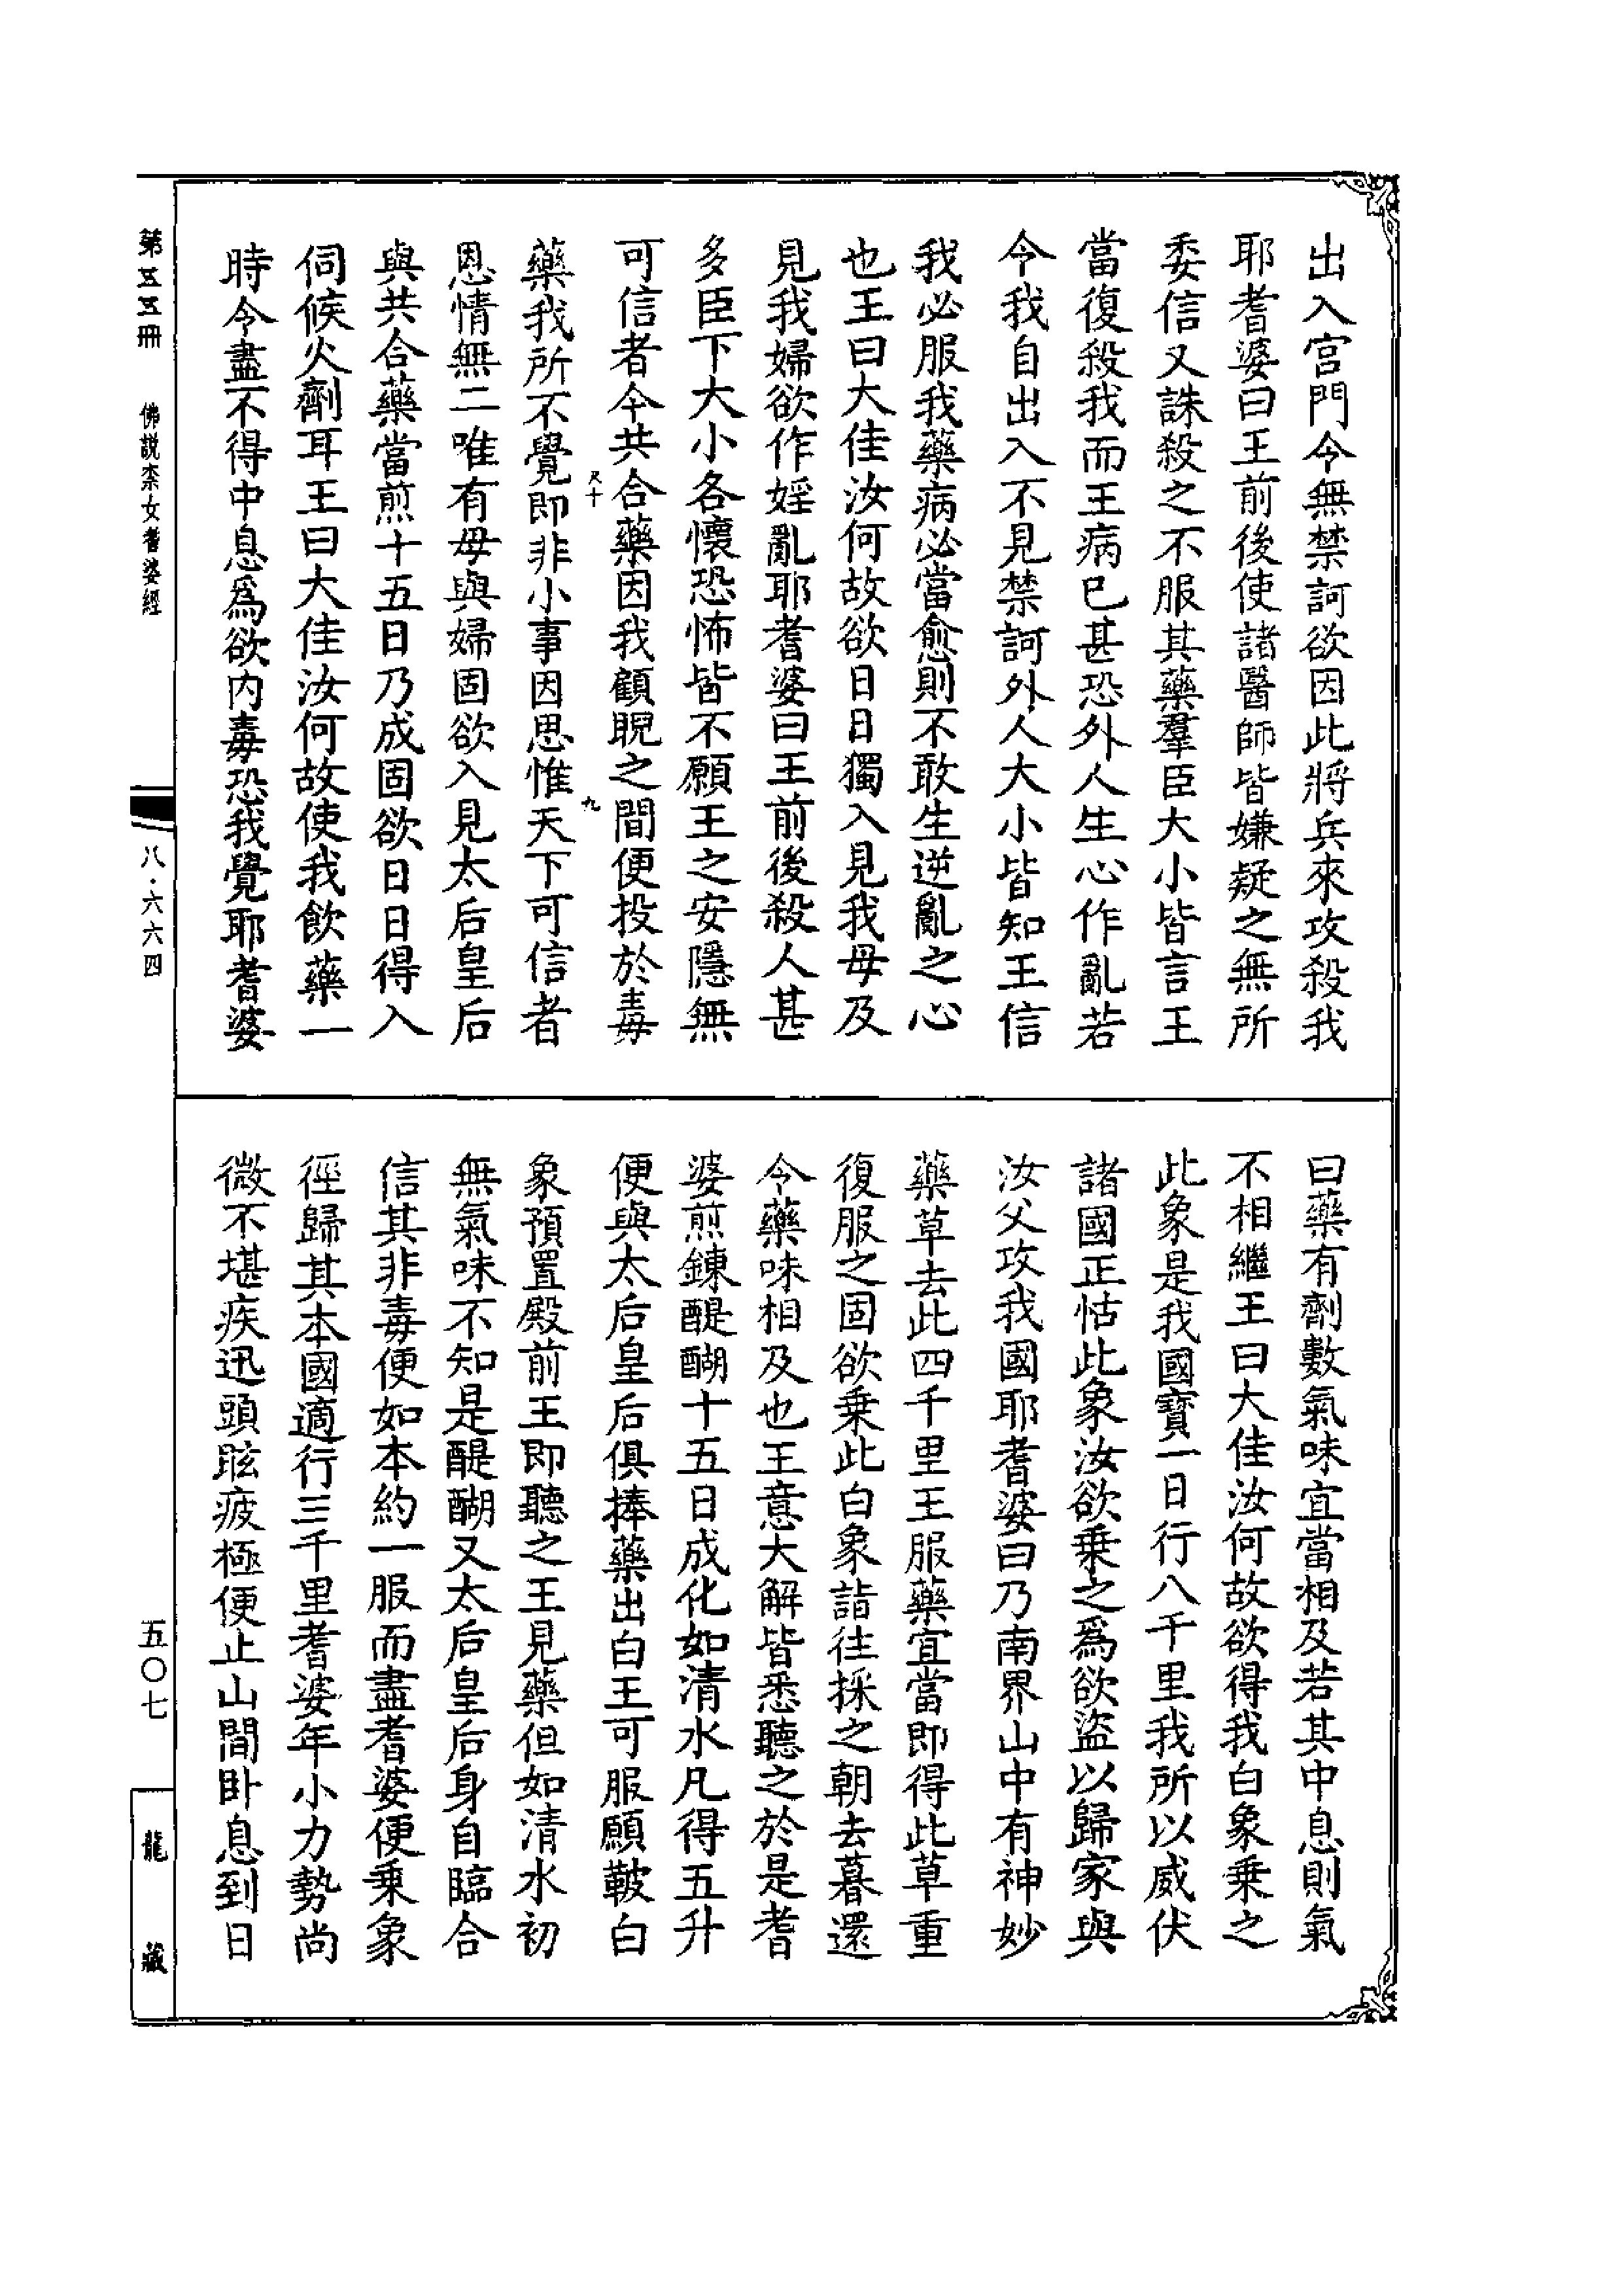 出入宮門今無禁訶欲因此將兵來攻殺我
耶耆婆曰王前後使諸醫師皆嫌疑之無所
委信又誅殺之不服其藥羣臣大小皆言王
當復殺我而王病已甚恐外人生心作亂若
令我自出入不見禁訶外人大小皆知王信
我必服我藥病必當愈則不敢生逆亂之心
也王曰大佳汝何故欲日日獨入見我母及
見我婦欲作婬亂耶耆婆曰王前後殺人甚
多臣下大小各懷恐怖皆不願王之安隱無
可信者今共合藥因我顧睨之間便投於毒
尺十
九
藥我所不覺即非小事因思惟天下可信者
恩情無二唯有母與婦固欲入見太后皇后
與共合藥當煎十五日乃成固欲日日得入
伺候火劑耳王曰大佳汝何故使我飲藥一
時令盡不得中息爲欲內毒恐我覺耶耆婆
曰藥有劑數氣味宜當相及若其中息則氣
不相繼王曰大佳汝何故欲得我白象乗之
此象是我國寶一日行八千里我所以威伏
諸國正怙此象汝欲乗之爲欲盜以歸家與
汝父攻我國耶耆婆曰乃南界山中有神妙
藥草去此四千里王服藥宜當即得此草重
復服之固欲乗此白象詣往採之朝去暮還
令藥味相及也王意大解皆悉聽之於是耆
婆煎鍊醍醐十五日成化如清水凡得五升
便與太后皇后俱捧藥出白王可服願鞁白
象預置殿前王即聽之王見藥但如清水初
無氣味不知是醍醐又太后皇后身自臨合
信其非毒便如本約一服而盡耆婆便乗象
徑歸其本國適行三千里耆婆年小力勢尚
微不堪疾迅頭眩疲極便止山間卧息到日
第五五冊　佛說柰女耆婆經　八・六六四　五〇七　龍藏